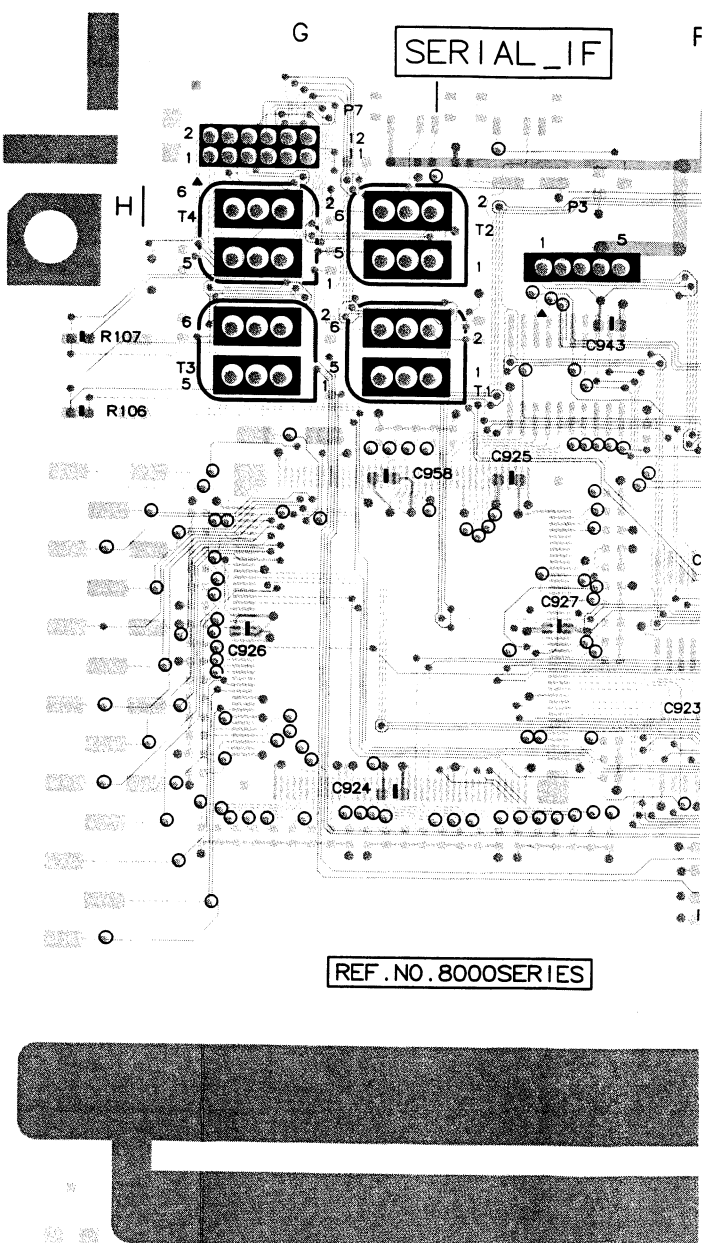 G
SERIAL_IF
F
P7
2 12
1 11
6 2 6 2 P3
H T4 T2
1 5
5 1 5 1
6 2 6 2
R107 C943
T3 5 1
5 1 T1
R106
C958 C925
C
C927
C926
C923
C924
REF.NO.8000SERIES